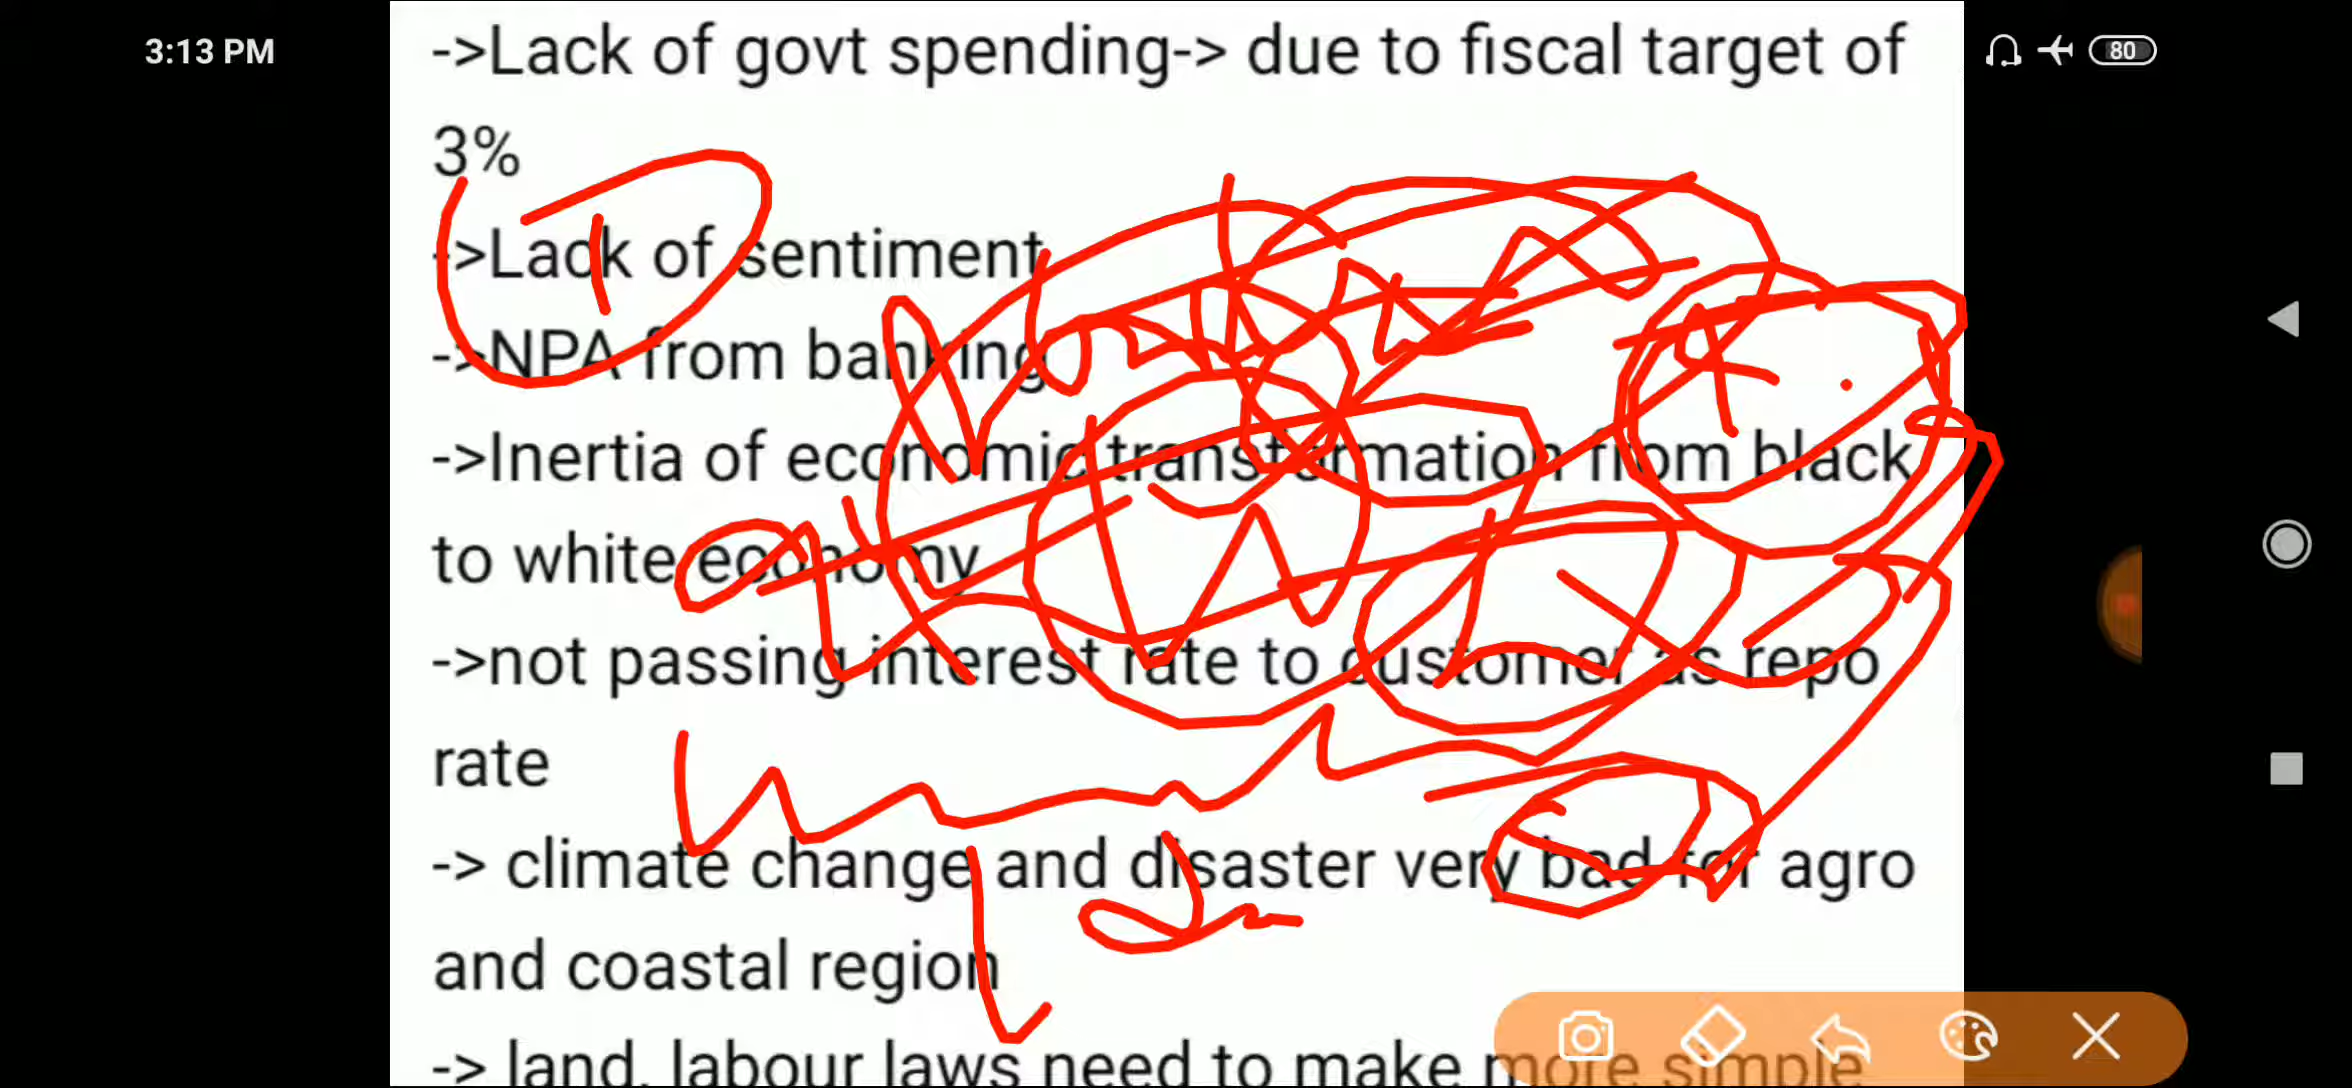 3:13 PM
80
->Lack of govt spending-> due to fiscal target of
3%
->Lack of sentiment
->NPA from banking
->Inertia of economic transformation from black
to white economy
->not passing interest rate to customer as repo
rate
-> climate change and disaster very bad for agro
and coastal region
-> land, labour laws need to make more simple